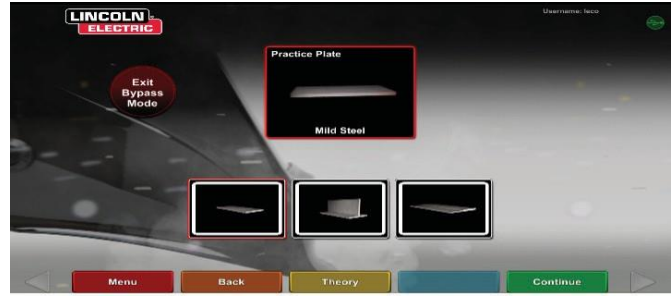 LINCOLN
ELECTRIC
Username: leco
Practice Plate
Exit
Bypass
Mode
Mild Steel
Menu
Back
Theory
Continue